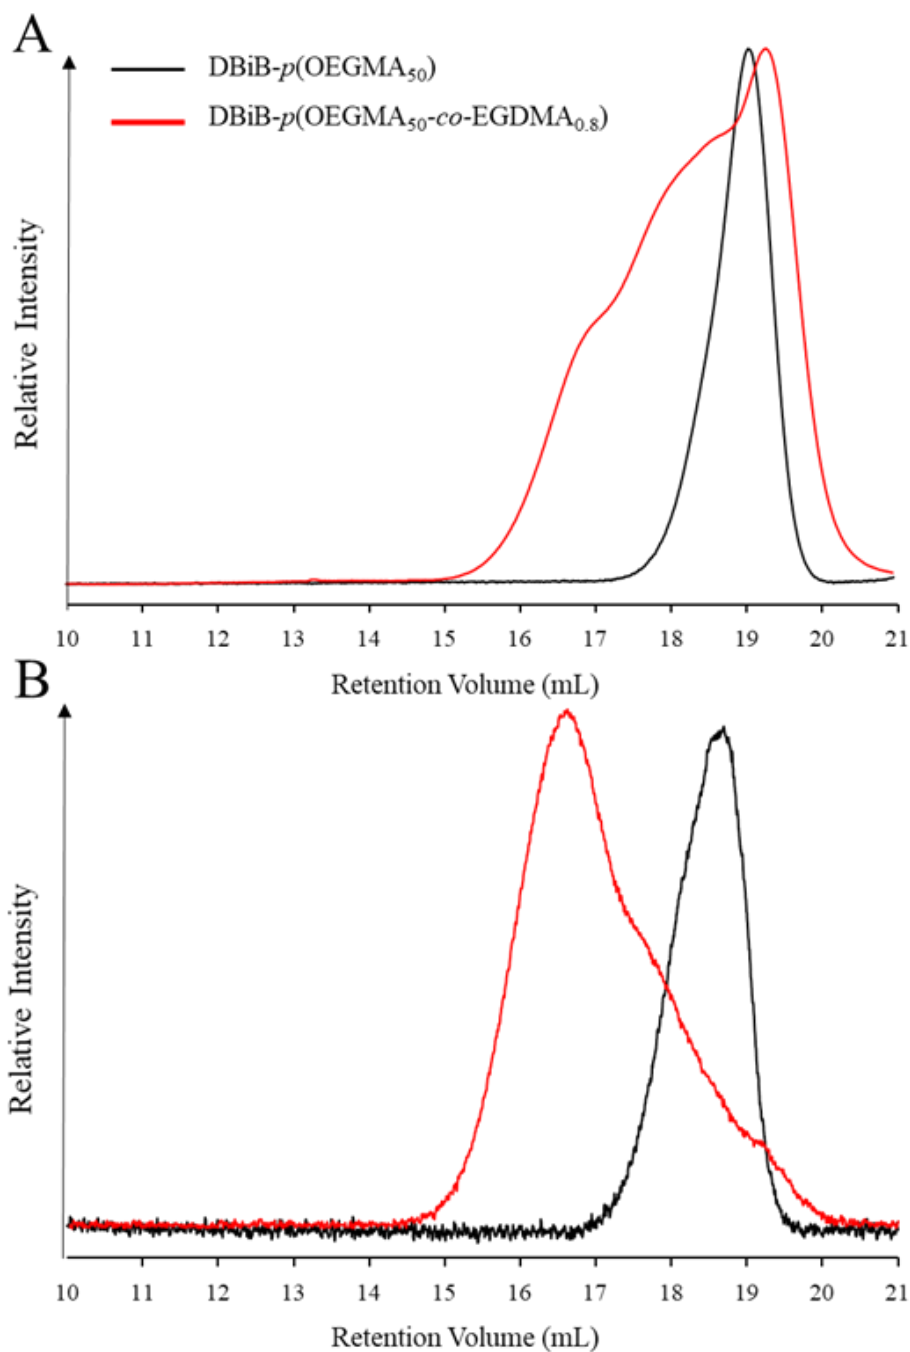 A
DBiB-p(OEGMA₅₀)
DBiB-p(OEGMA₅₀-co-EGDMA₀.₈)
Relative Intensity
10 11 12 13 14 15 16 17 18 19 20 21
Retention Volume (mL)
B
Relative Intensity
10 11 12 13 14 15 16 17 18 19 20 21
Retention Volume (mL)